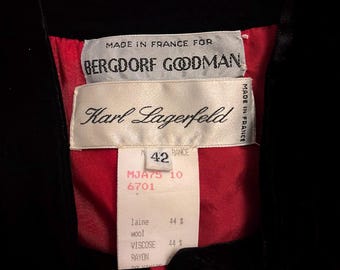 MADE IN FRANCE FOR
BERGDORF GOODMAN
Karl Lagerfeld
MADE IN FRANCE
42
MJA75 10
6701
laine 44 %
wool
VISCOSE 44 %
RAYON